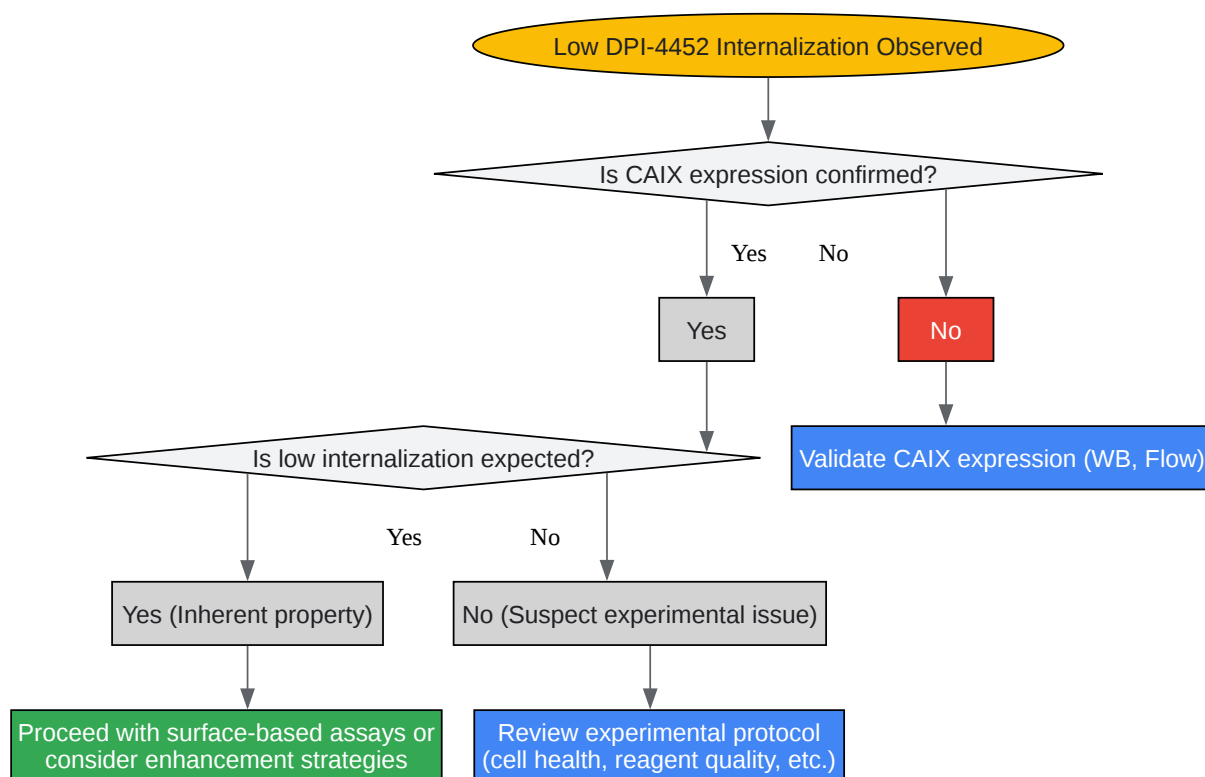 Low DPI-4452 Internalization Observed
Is CAIX expression confirmed?
Yes
No
Yes
No
Is low internalization expected?
Validate CAIX expression (WB, Flow)
Yes
No
Yes (Inherent property)
No (Suspect experimental issue)
Proceed with surface-based assays or
consider enhancement strategies
Review experimental protocol
(cell health, reagent quality, etc.)